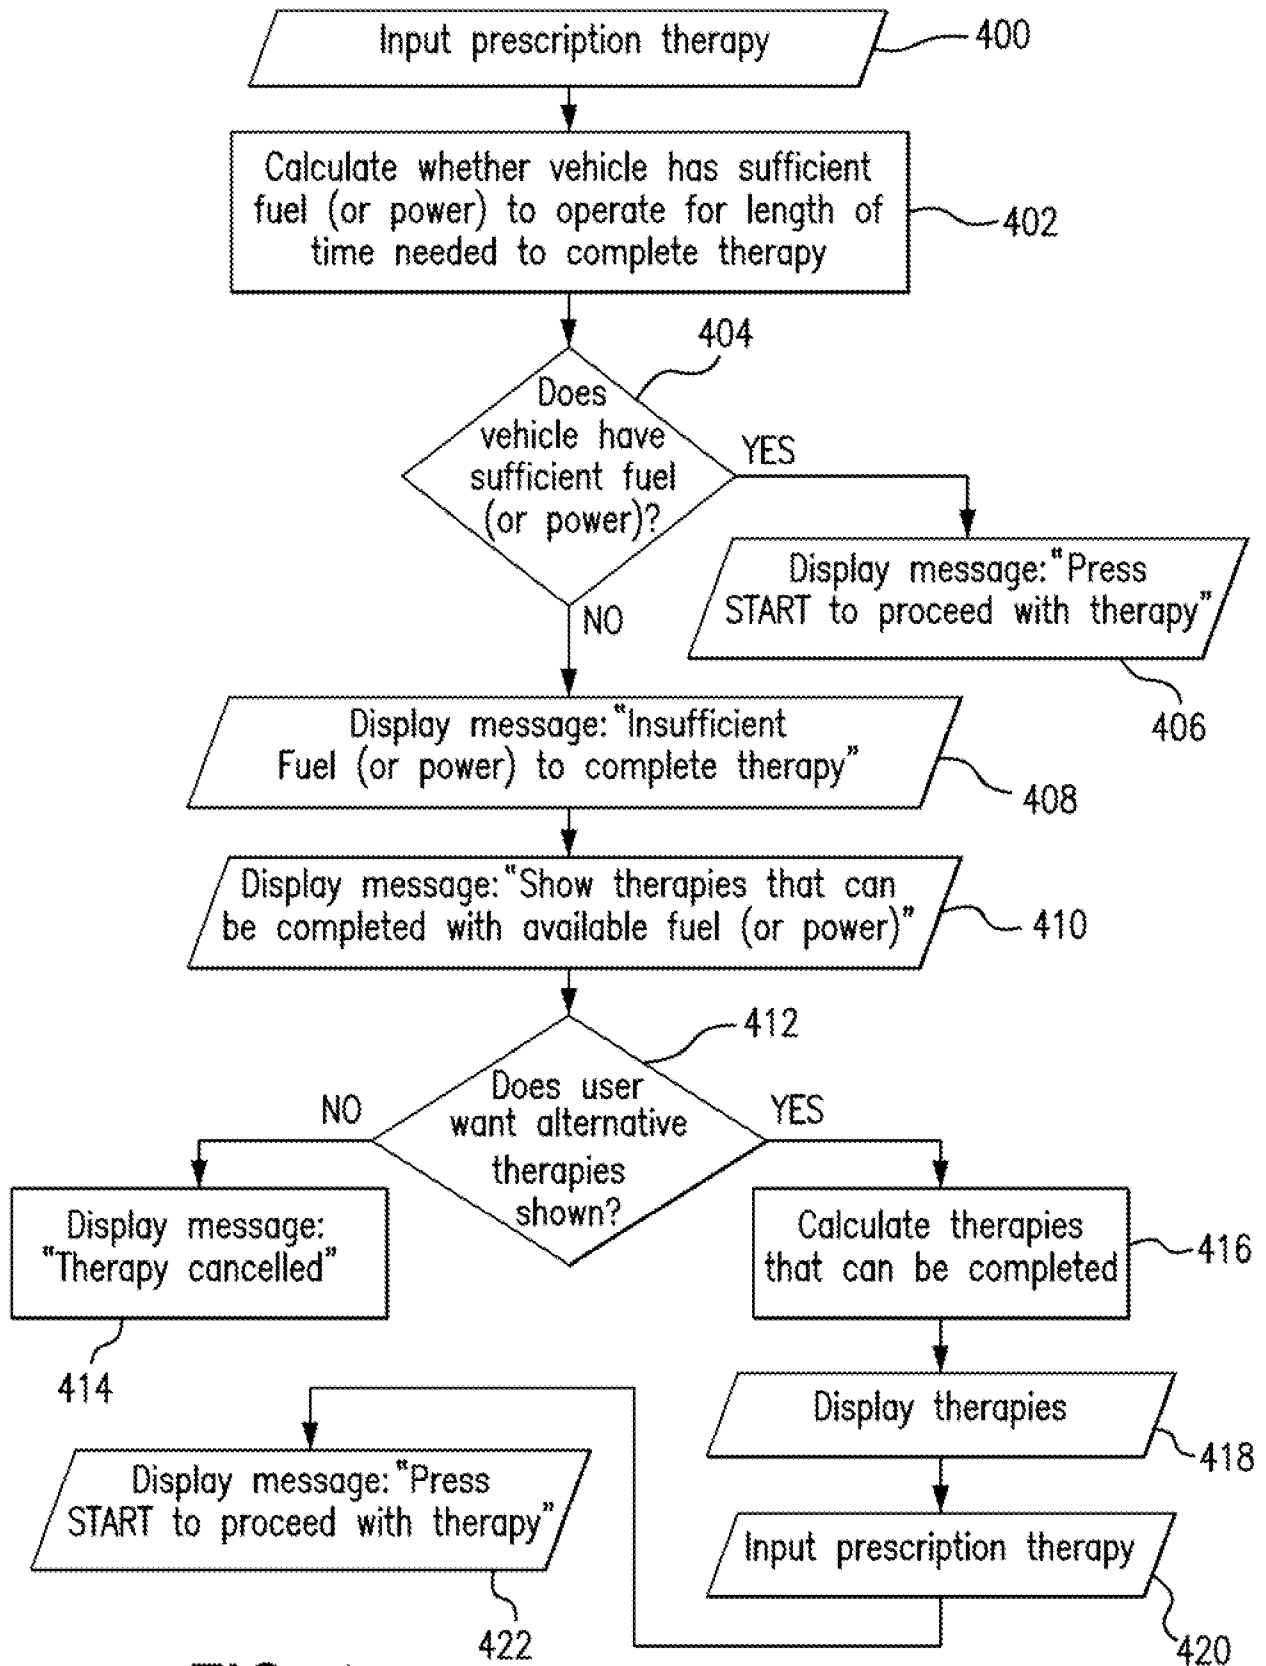 Input prescription therapy
400
Calculate whether vehicle has sufficient
fuel (or power) to operate for length of
time needed to complete therapy
402
404
Does
vehicle have
sufficient fuel
(or power)?
YES
NO
Display message: "Press
START to proceed with therapy"
406
Display message: "Insufficient
Fuel (or power) to complete therapy"
408
Display message: "Show therapies that can
be completed with available fuel (or power)"
410
412
Does user
want alternative
therapies
shown?
NO
YES
Display message:
"Therapy cancelled"
414
Calculate therapies
that can be completed
416
Display therapies
418
Input prescription therapy
420
Display message: "Press
START to proceed with therapy"
422